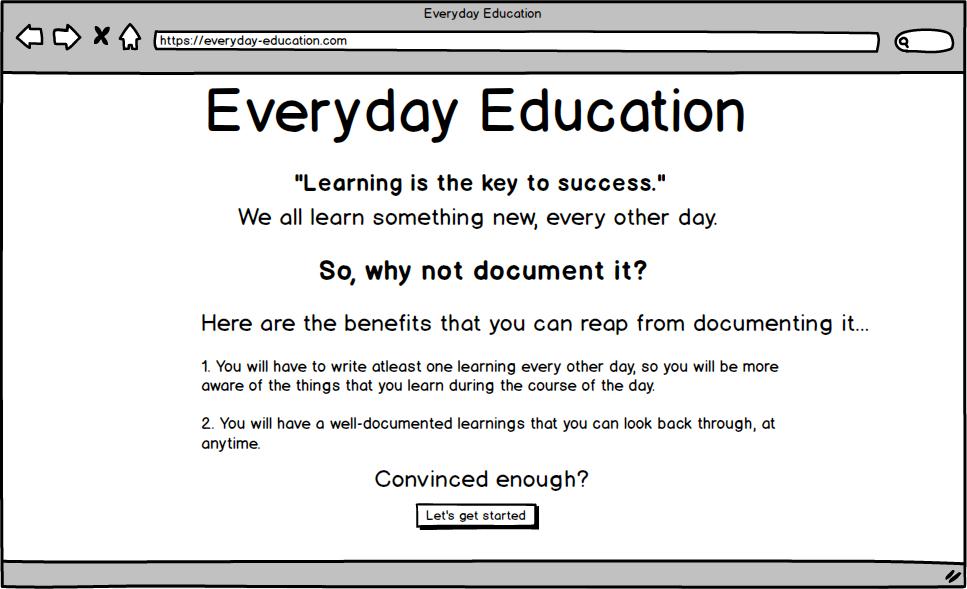 Everyday Education
https://everyday-education.com
Everyday Education
"Learning is the key to success."
We all learn something new, every other day.
So, why not document it?
Here are the benefits that you can reap from documenting it...
1. You will have to write atleast one learning every other day, so you will be more
aware of the things that you learn during the course of the day.
2. You will have a well-documented learnings that you can look back through, at
anytime.
Convinced enough?
Let's get started